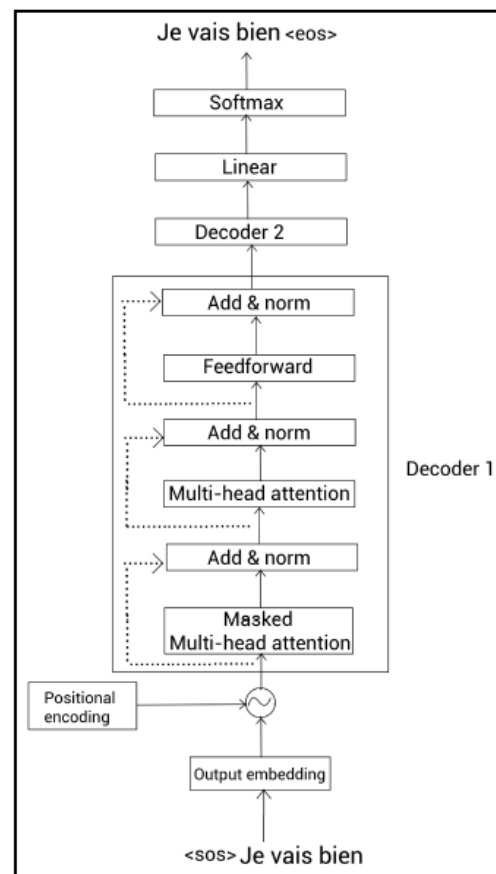 Je vais bien <eos>
Softmax
Linear
Decoder 2
Add & norm
Feedforward
Add & norm
Multi-head attention
Decoder 1
Add & norm
Masked
Multi-head attention
Positional
encoding
Output embedding
<sos> Je vais bien